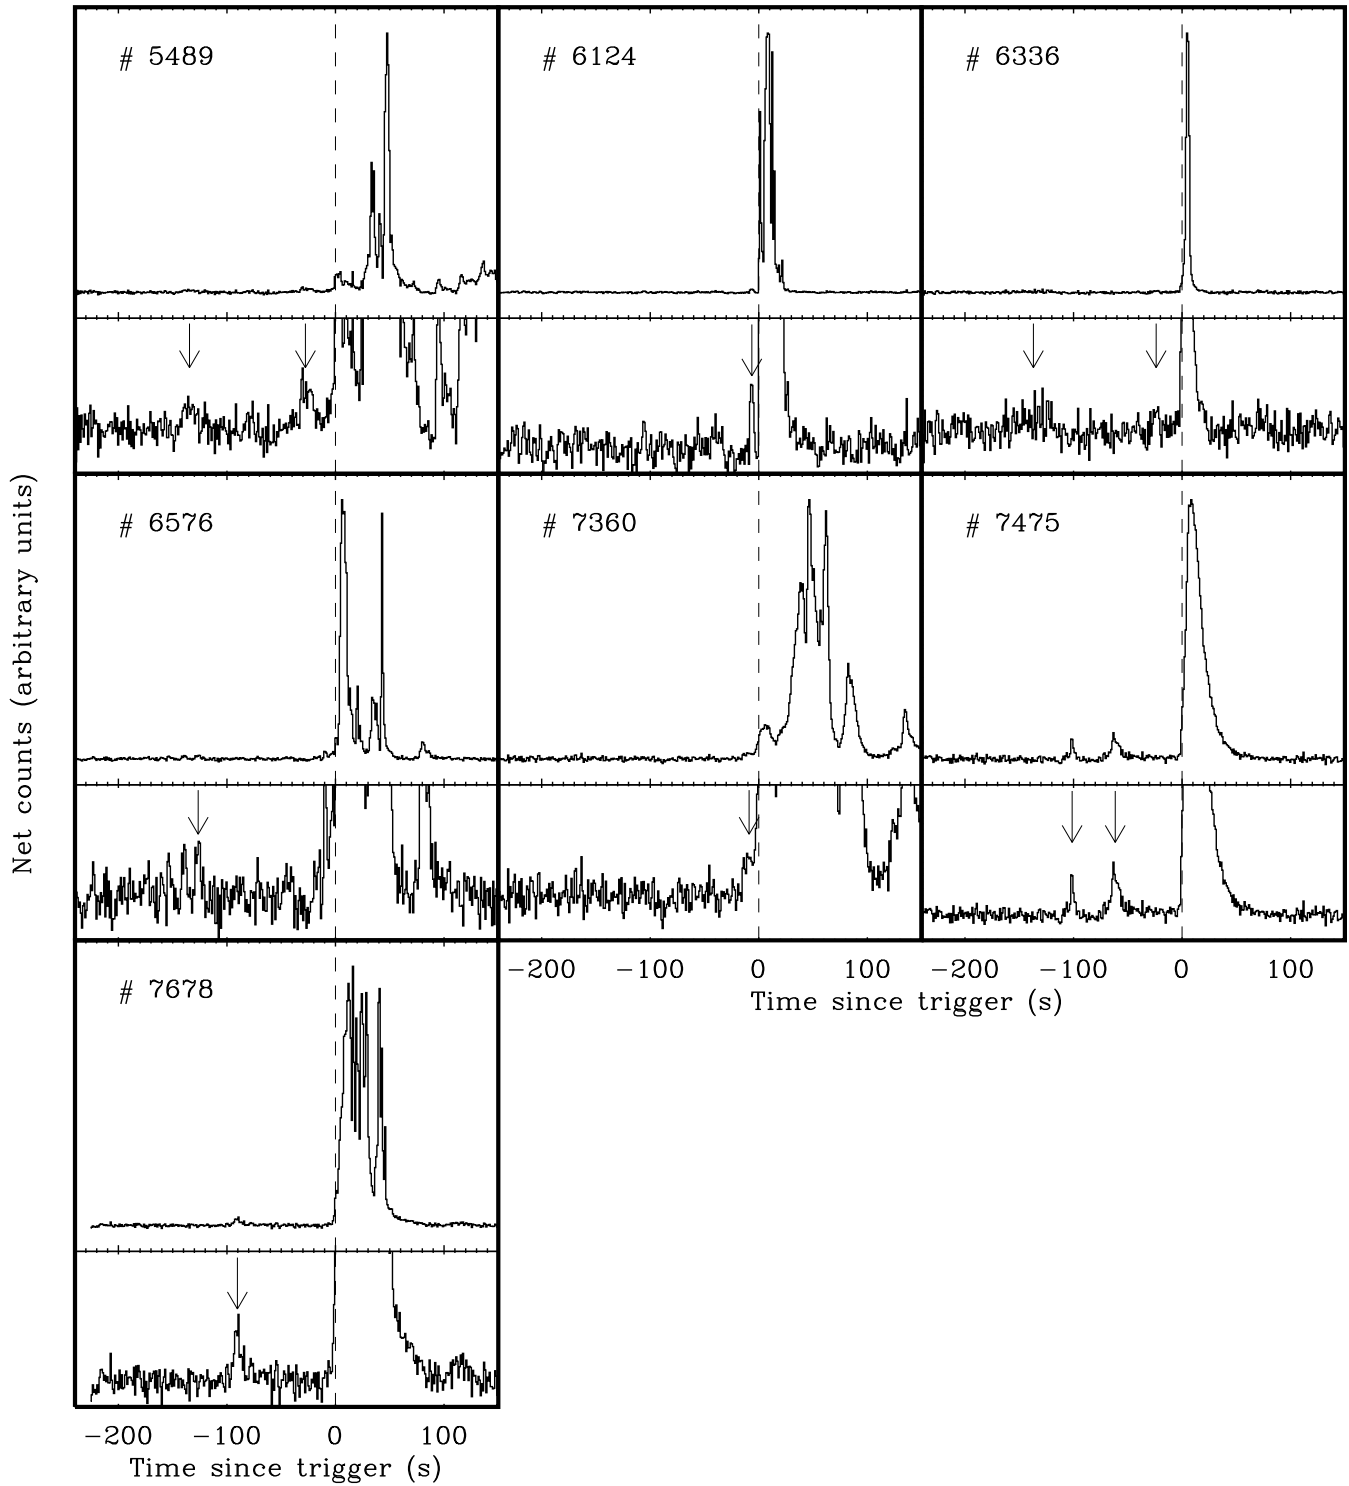 # 5489
# 6124
# 6336
# 6576
# 7360
# 7475
Net counts (arbitrary units)
-200 -100 0 100
-200 -100 0 100
Time since trigger (s)
# 7678
-200 -100 0 100
Time since trigger (s)